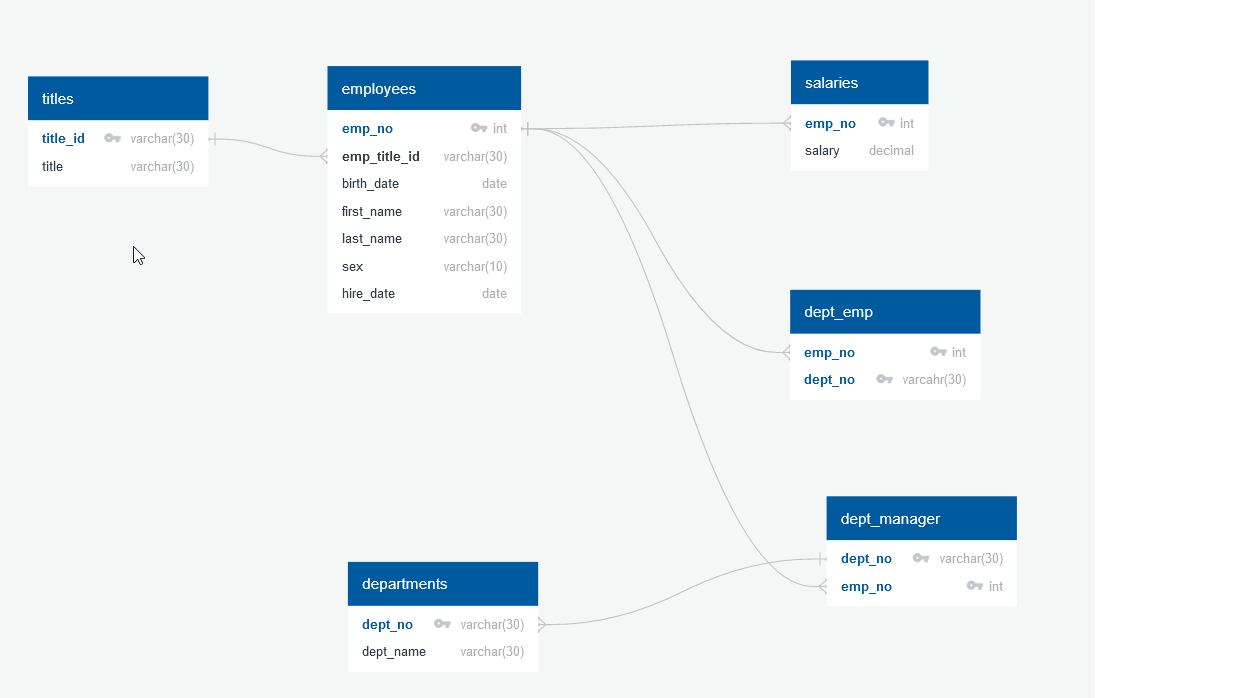 titles
title_id varchar(30)
title varchar(30)
employees
emp_no int
emp_title_id varchar(30)
birth_date date
first_name varchar(30)
last_name varchar(30)
sex varchar(10)
hire_date date
salaries
emp_no int
salary decimal
dept_emp
emp_no int
dept_no varcahr(30)
dept_manager
dept_no varchar(30)
emp_no int
departments
dept_no varchar(30)
dept_name varchar(30)